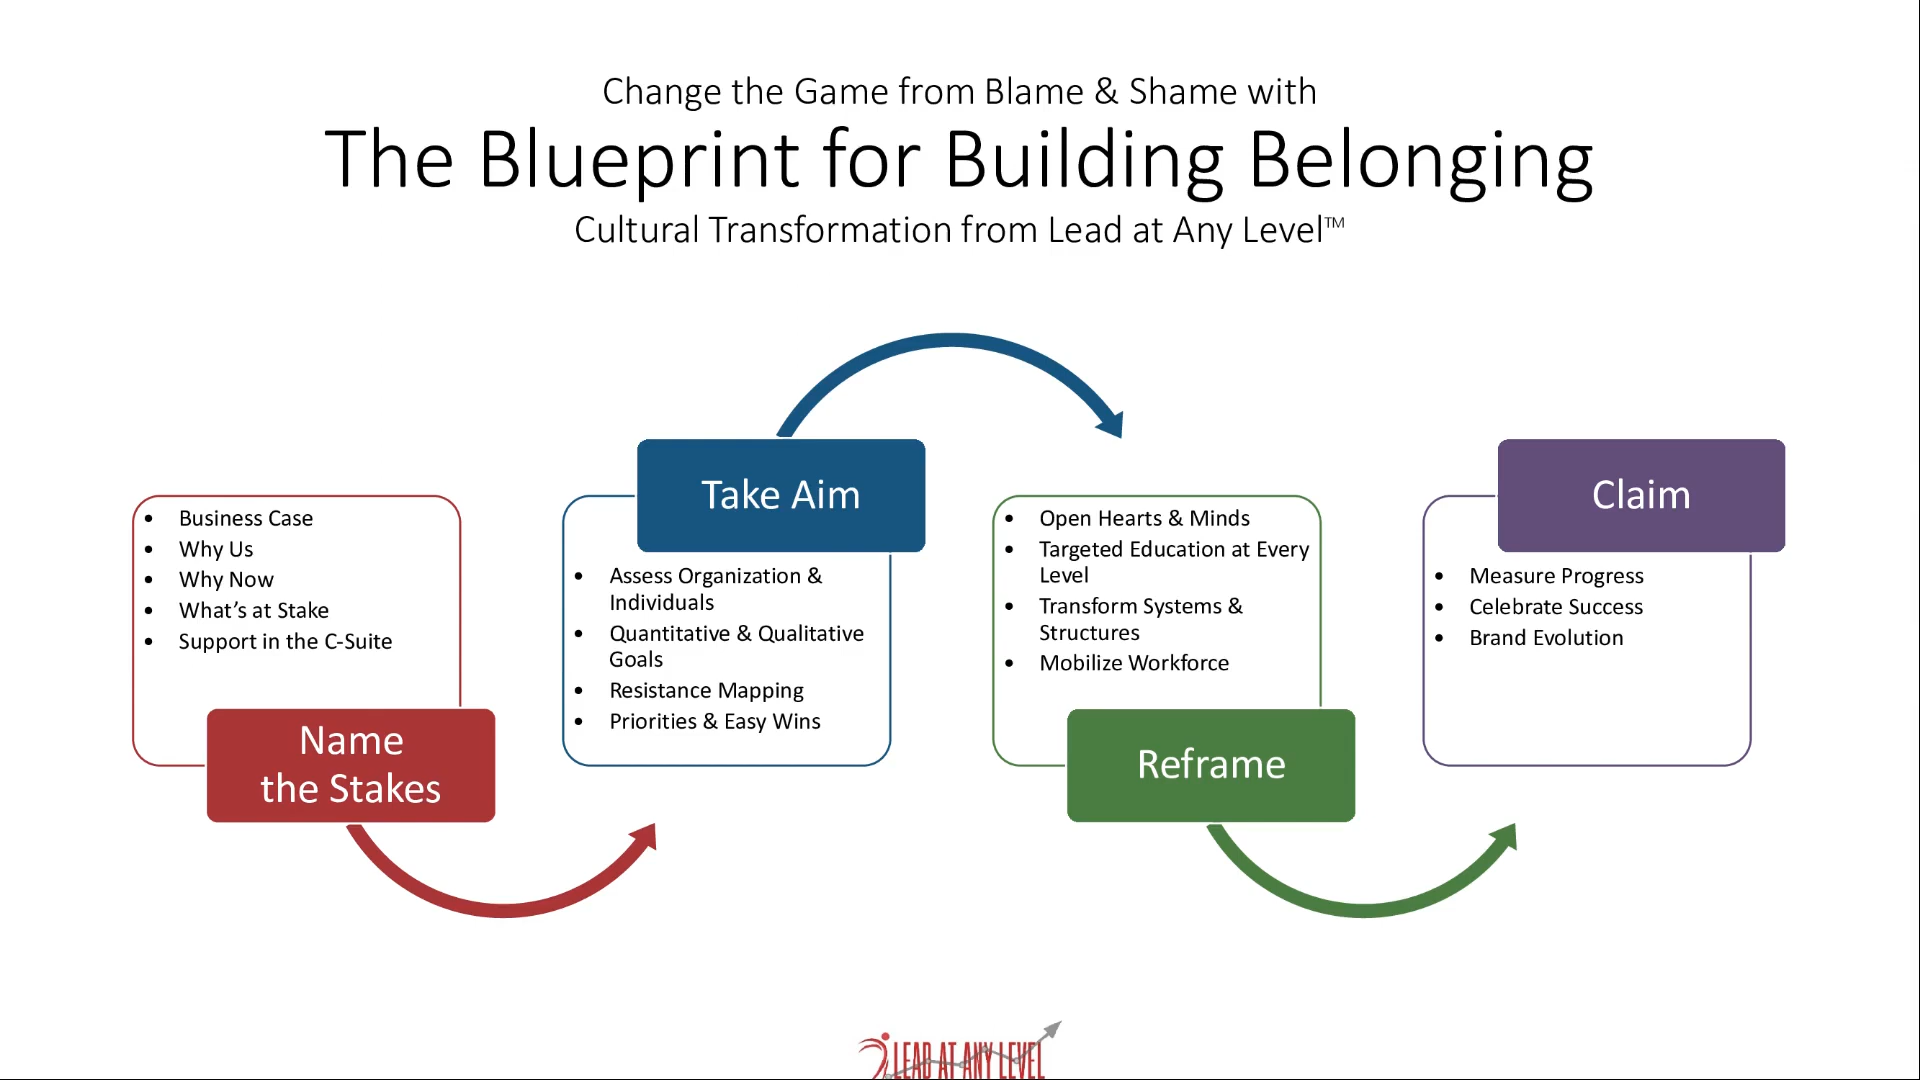 Change the Game from Blame & Shame with
The Blueprint for Building Belonging
Cultural Transformation from Lead at Any Level™
• Business Case
• Why Us
• Why Now
• What’s at Stake
• Support in the C-Suite
Name
the Stakes
Take Aim
• Assess Organization &
Individuals
• Quantitative & Qualitative
Goals
• Resistance Mapping
• Priorities & Easy Wins
• Open Hearts & Minds
• Targeted Education at Every
Level
• Transform Systems &
Structures
• Mobilize Workforce
Reframe
Claim
• Measure Progress
• Celebrate Success
• Brand Evolution
LEAD AT ANY LEVEL